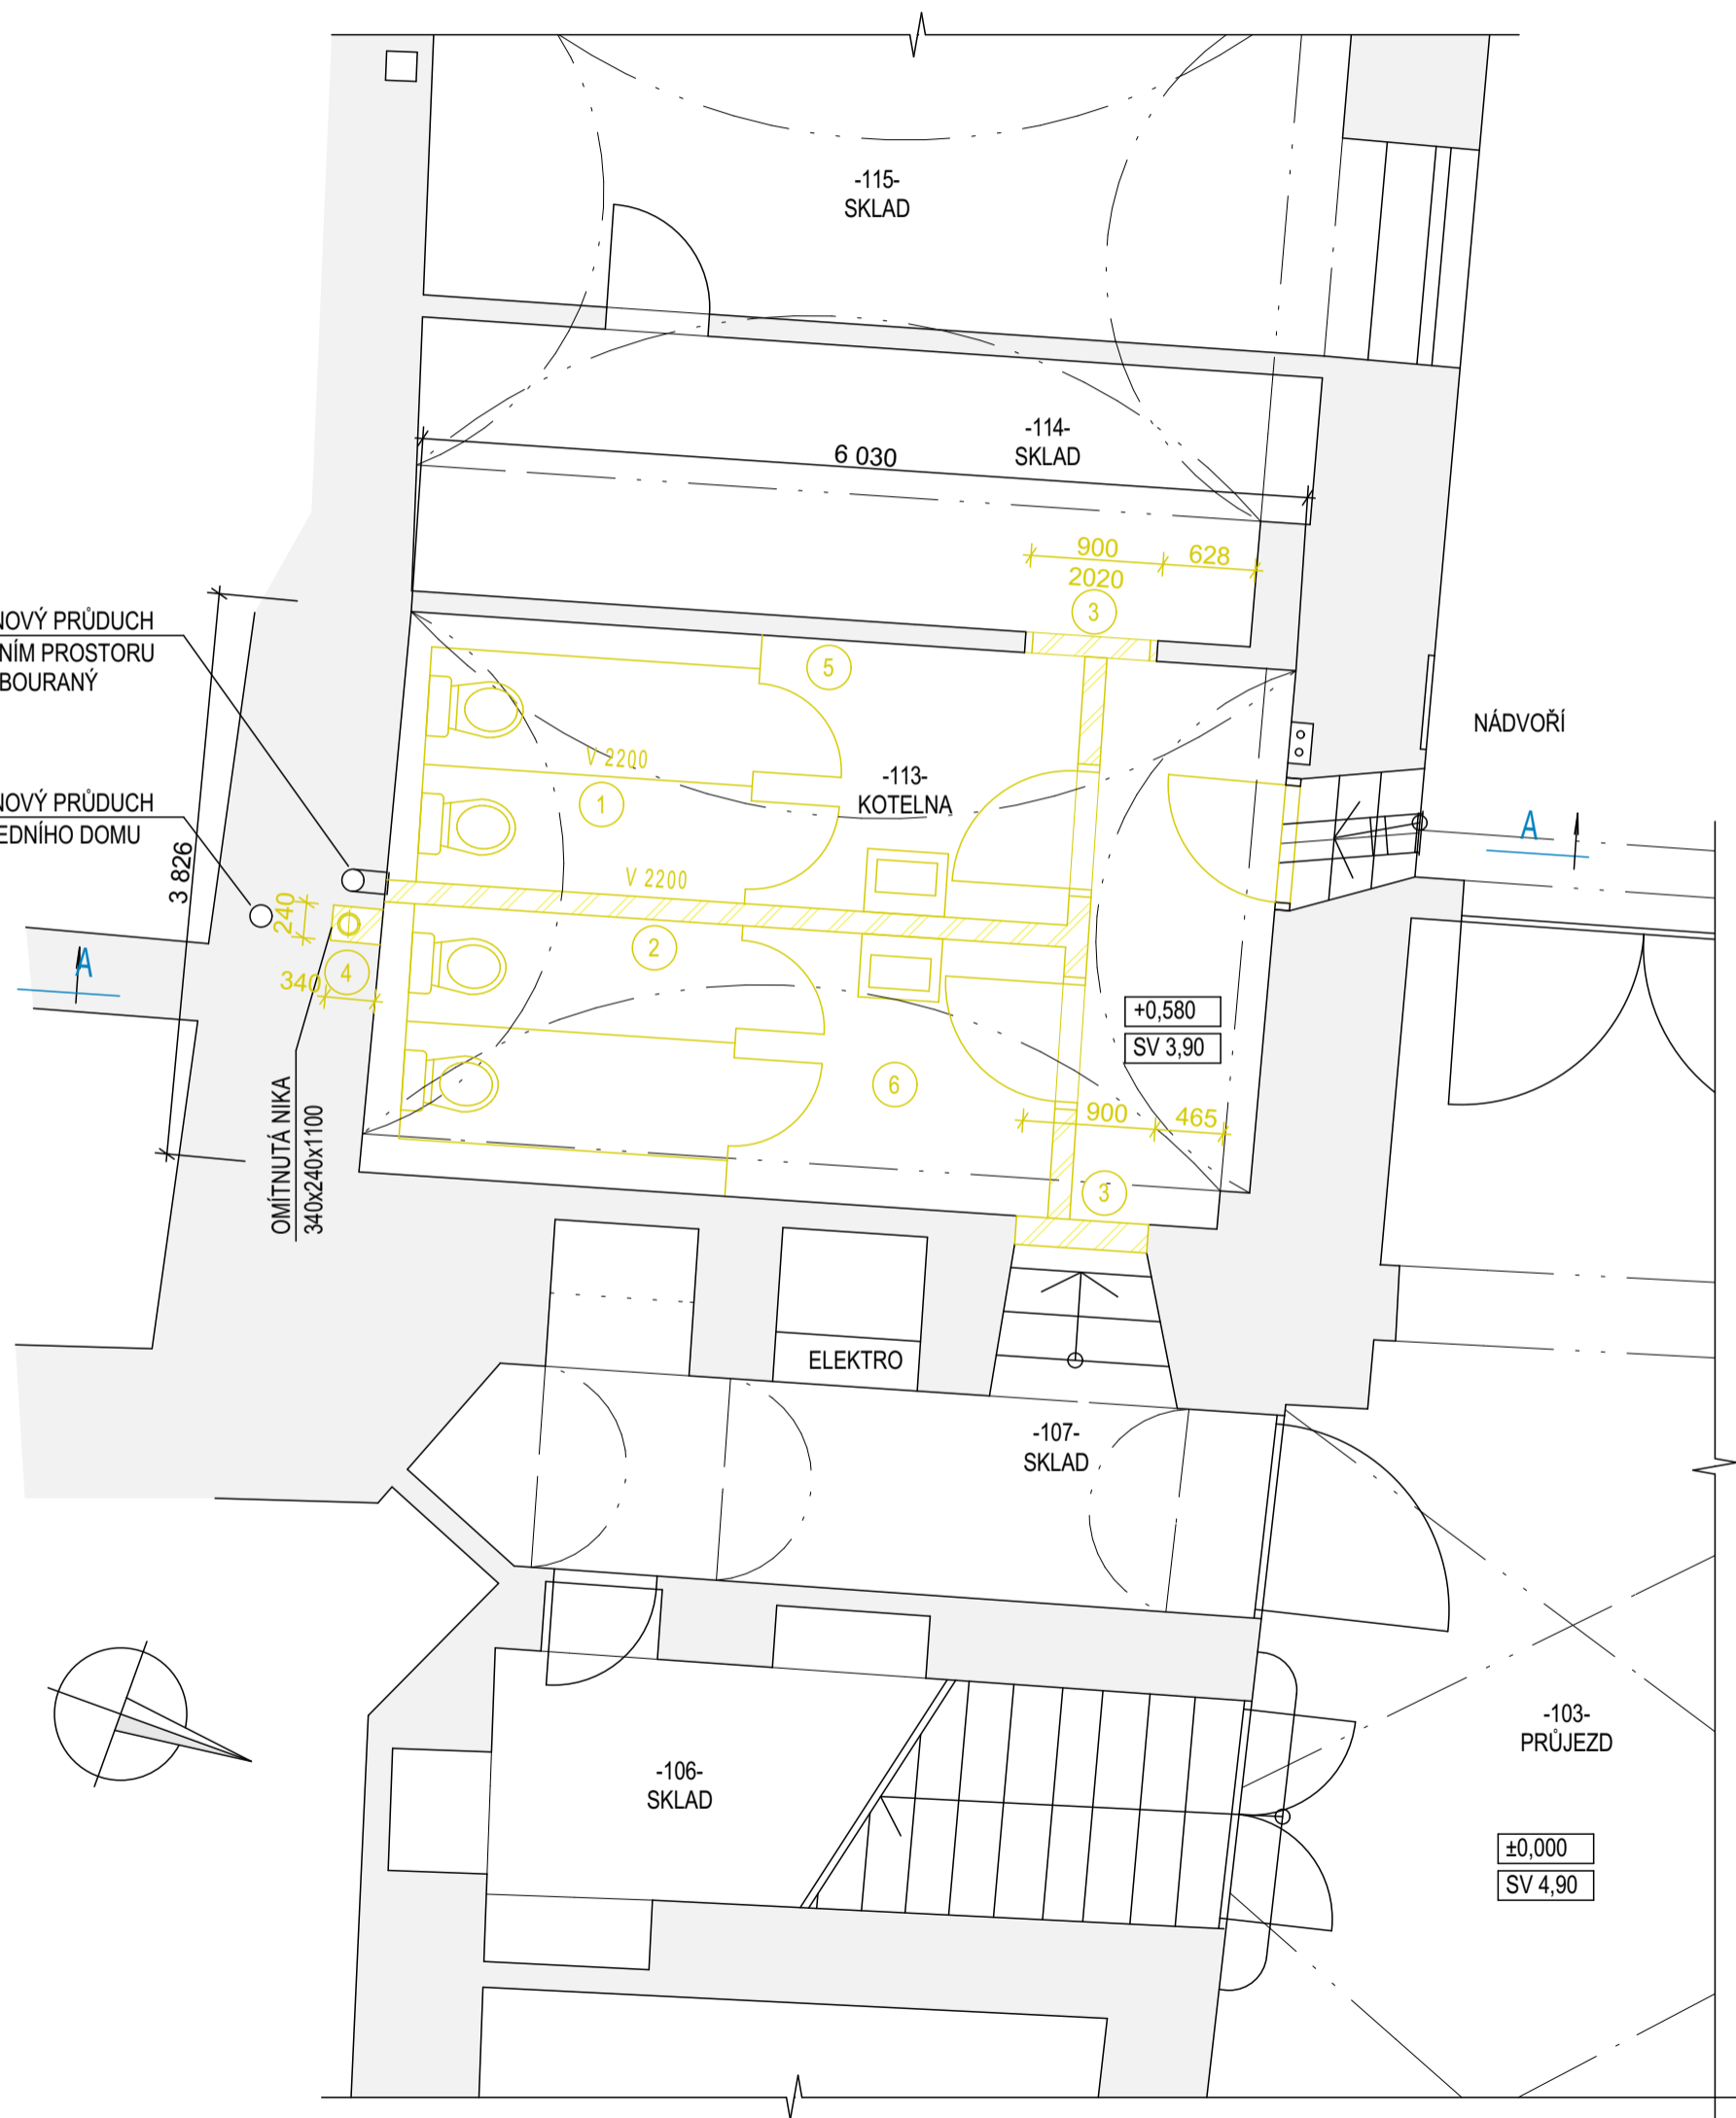 -115-
SKLAD
-114-
SKLAD
6 030
900
628
2020
3
NOVÝ PRŮDUCH
NÍM PROSTORU
BOURANÝ
5
NÁDVOŘÍ
V 2200
1
-113-
KOTELNA
NOVÝ PRŮDUCH
EDNÍHO DOMU
A
3 826
V 2200
240
2
A
4
340
+0,580
SV 3,90
6
900
465
OMÍTNUTÁ NIKA
340x240x1100
3
ELEKTRO
-107-
SKLAD
-103-
PRŮJEZD
-106-
SKLAD
±0,000
SV 4,90